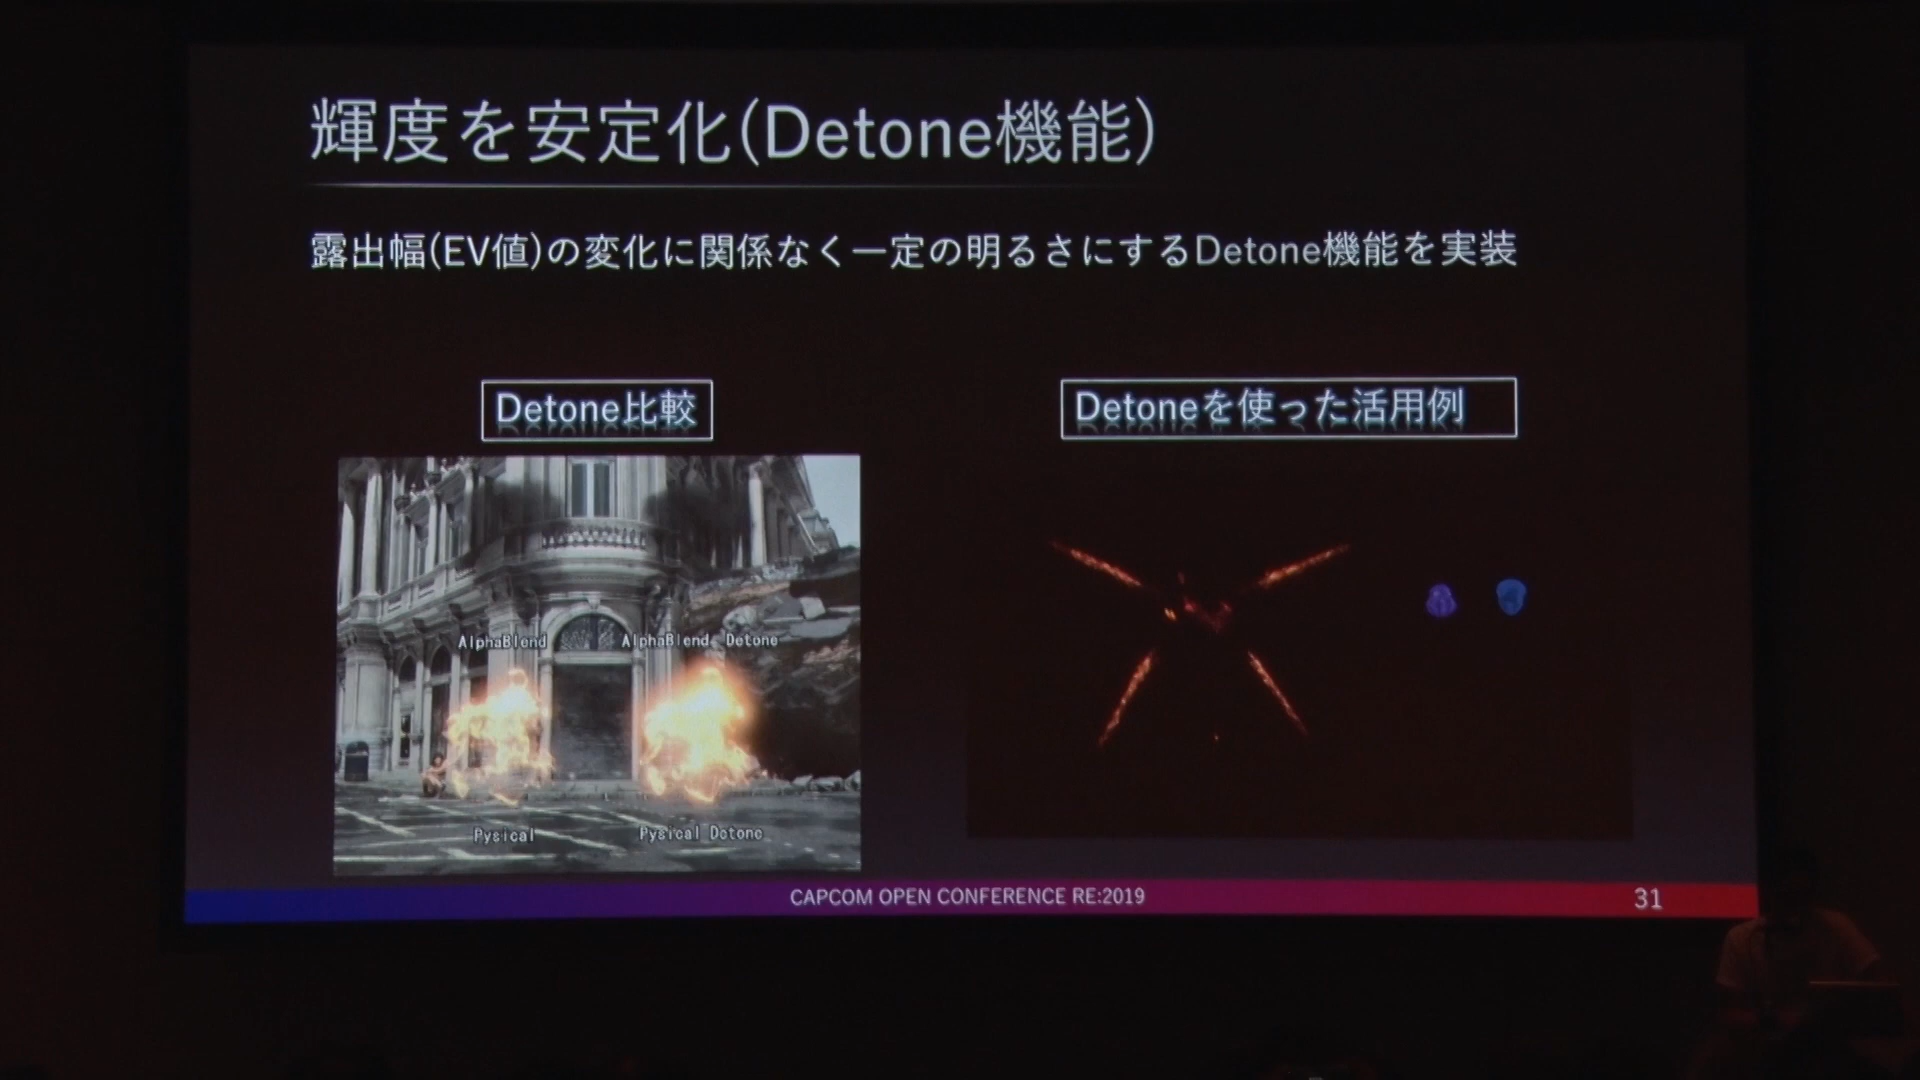 輝度を安定化(Detone機能)
露出幅(EV値)の変化に関係なく一定の明るさにするDetone機能を実装
Detone比較
Detoneを使った活用例
AlphaBlend
AlphaBlend Detone
Pysical
Pysical Detone
CAPCOM OPEN CONFERENCE RE:2019
31